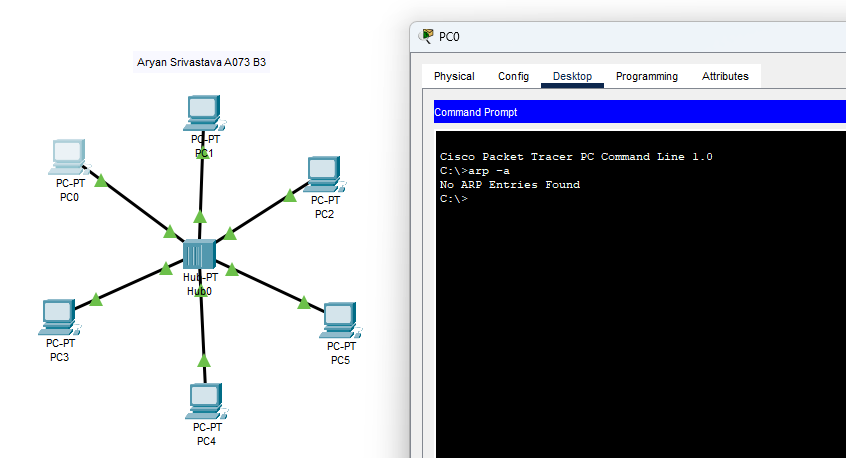 Aryan Srivastava A073 B3
PC-PT
PC1
PC-PT
PC0
PC-PT
PC2
Hub-PT
Hub0
PC-PT
PC3
PC-PT
PC5
PC-PT
PC4
PC0
Physical Config Desktop Programming Attributes
Command Prompt
Cisco Packet Tracer PC Command Line 1.0
C:\>arp -a
No ARP Entries Found
C:\>